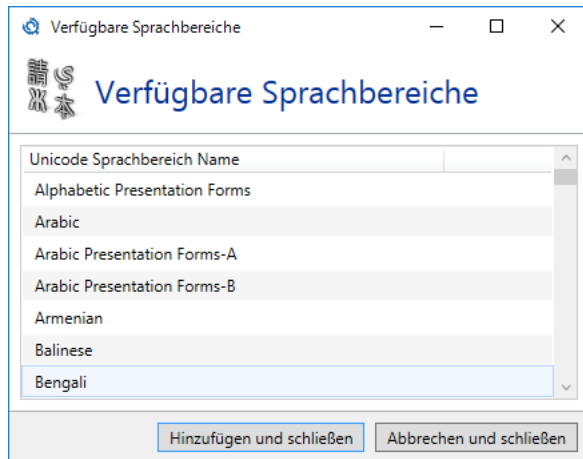 Verfügbare Sprachbereiche
Verfügbare Sprachbereiche
Unicode Sprachbereich Name
Alphabetic Presentation Forms
Arabic
Arabic Presentation Forms-A
Arabic Presentation Forms-B
Armenian
Balinese
Bengali
Hinzufügen und schließen Abbrechen und schließen